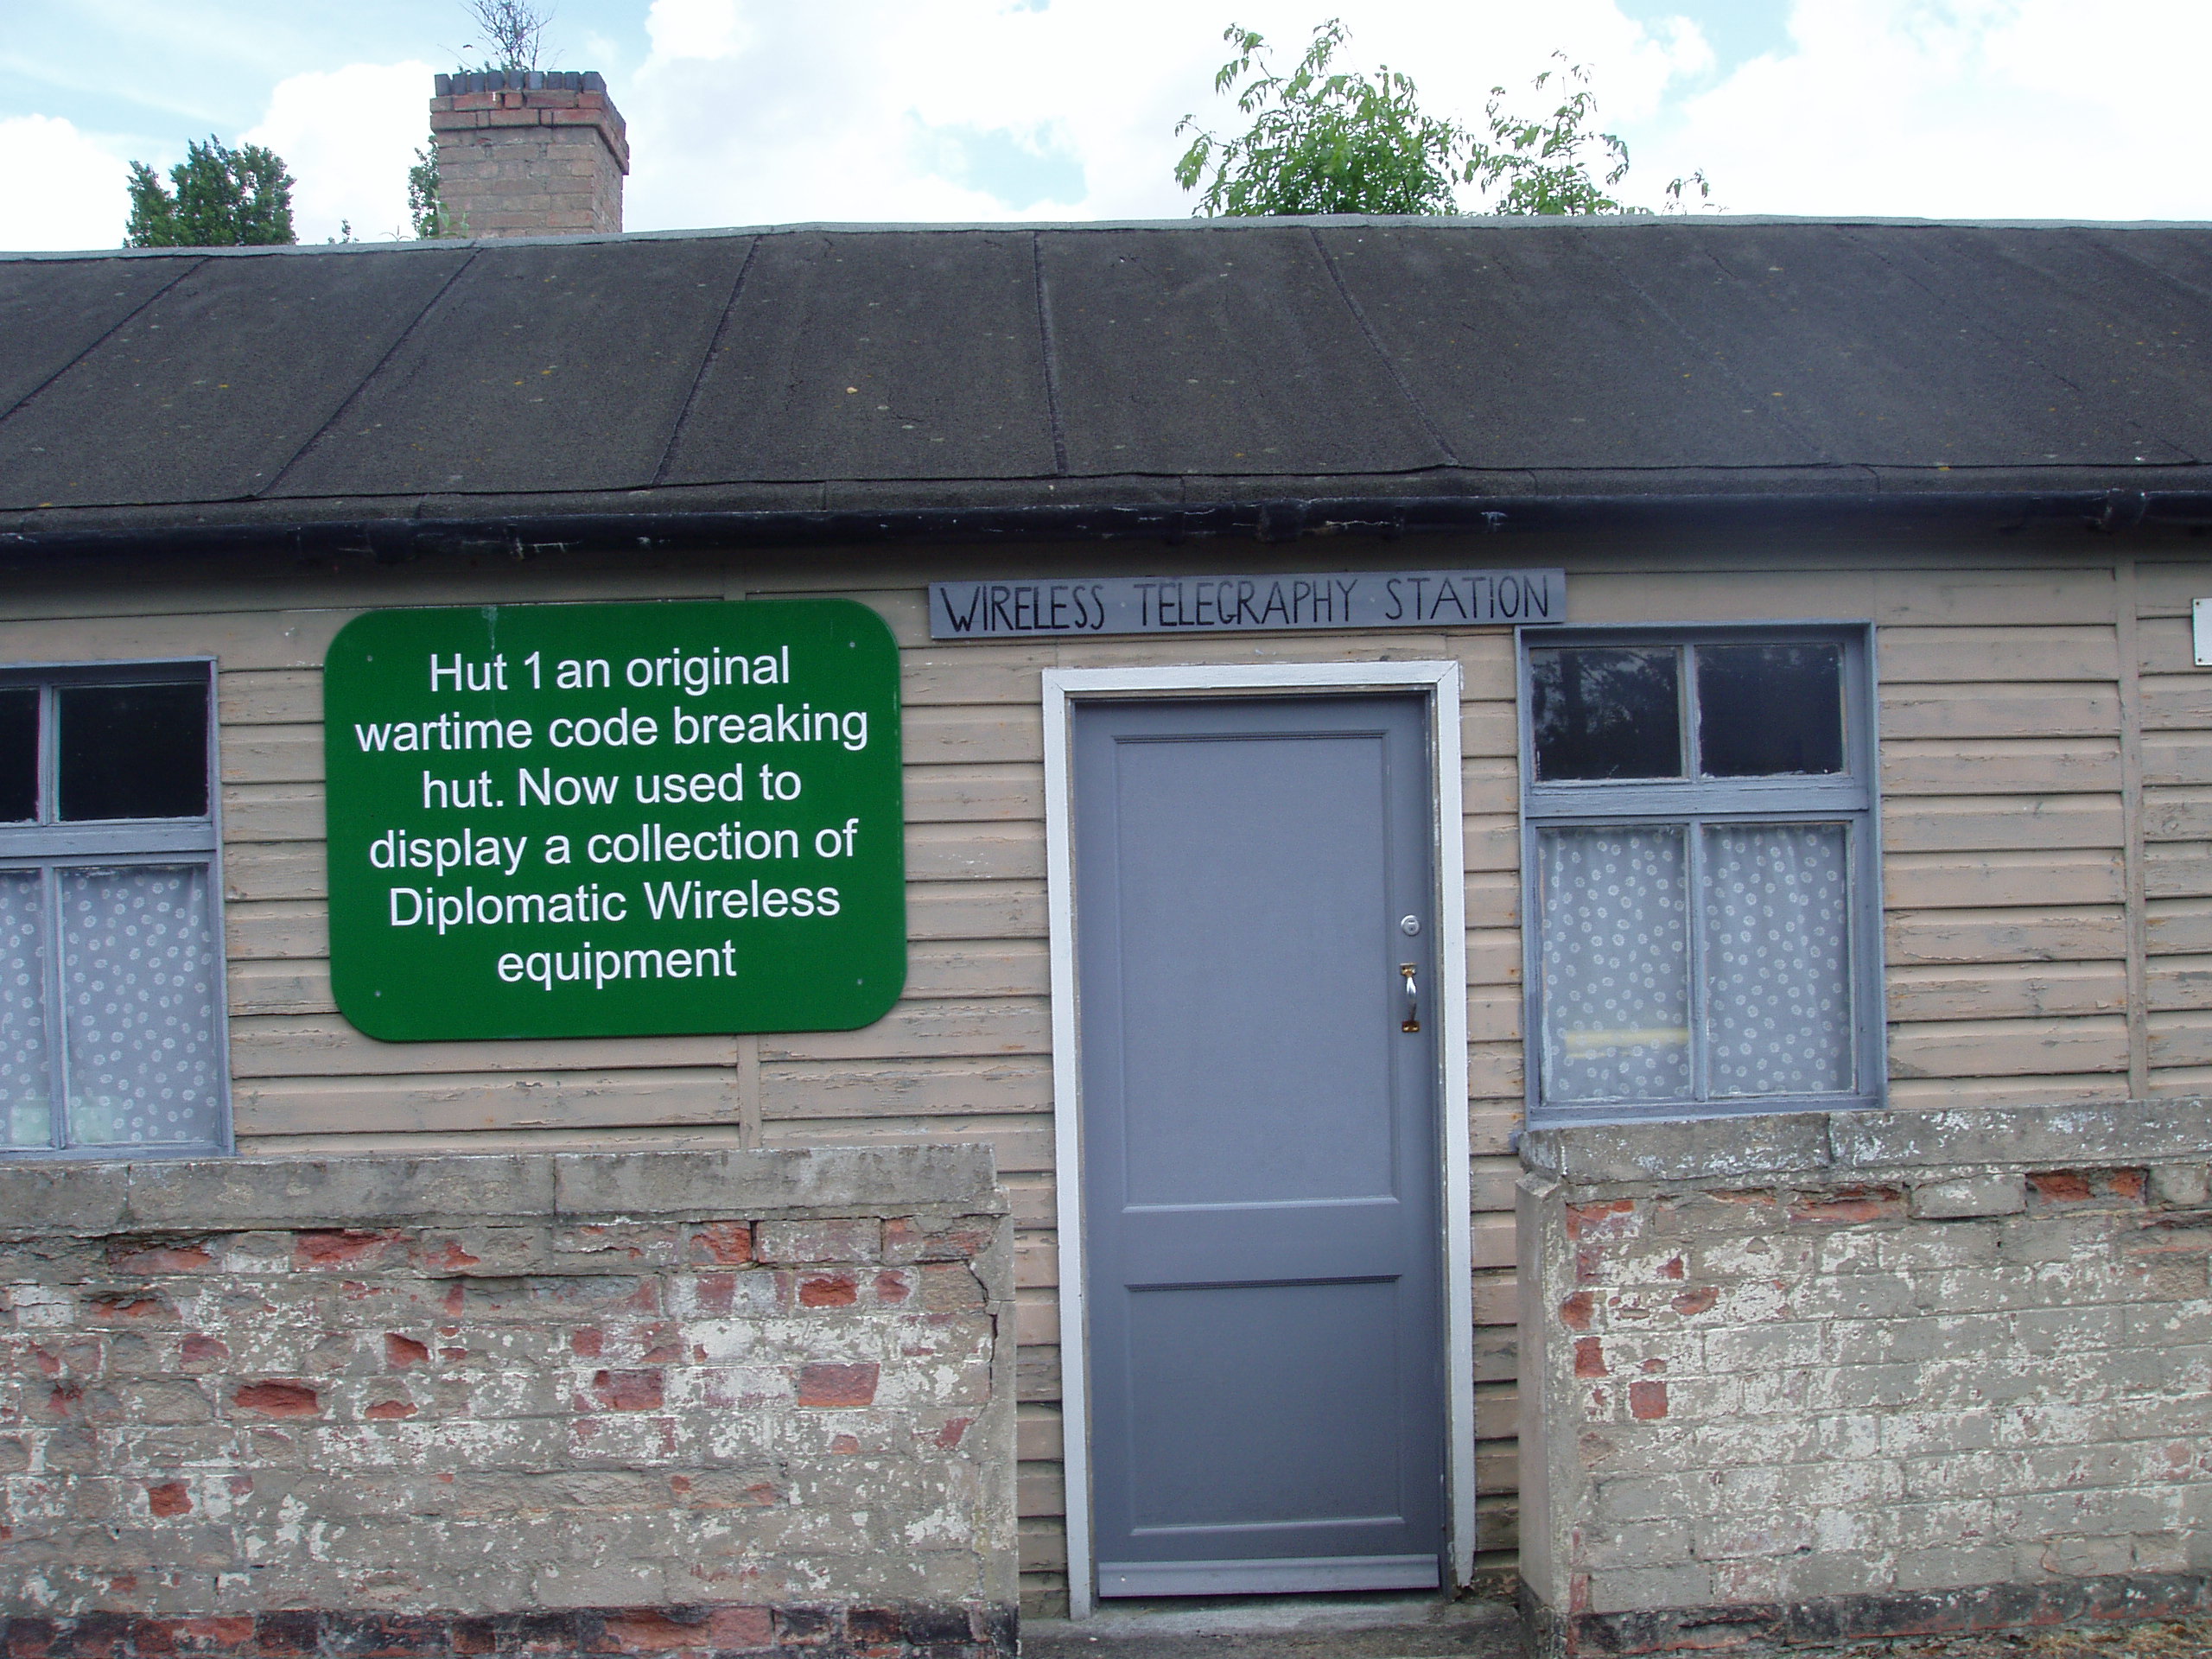 WIRELESS TELEGRAPHY STATION
Hut 1 an original
wartime code breaking
hut. Now used to
display a collection of
Diplomatic Wireless
equipment